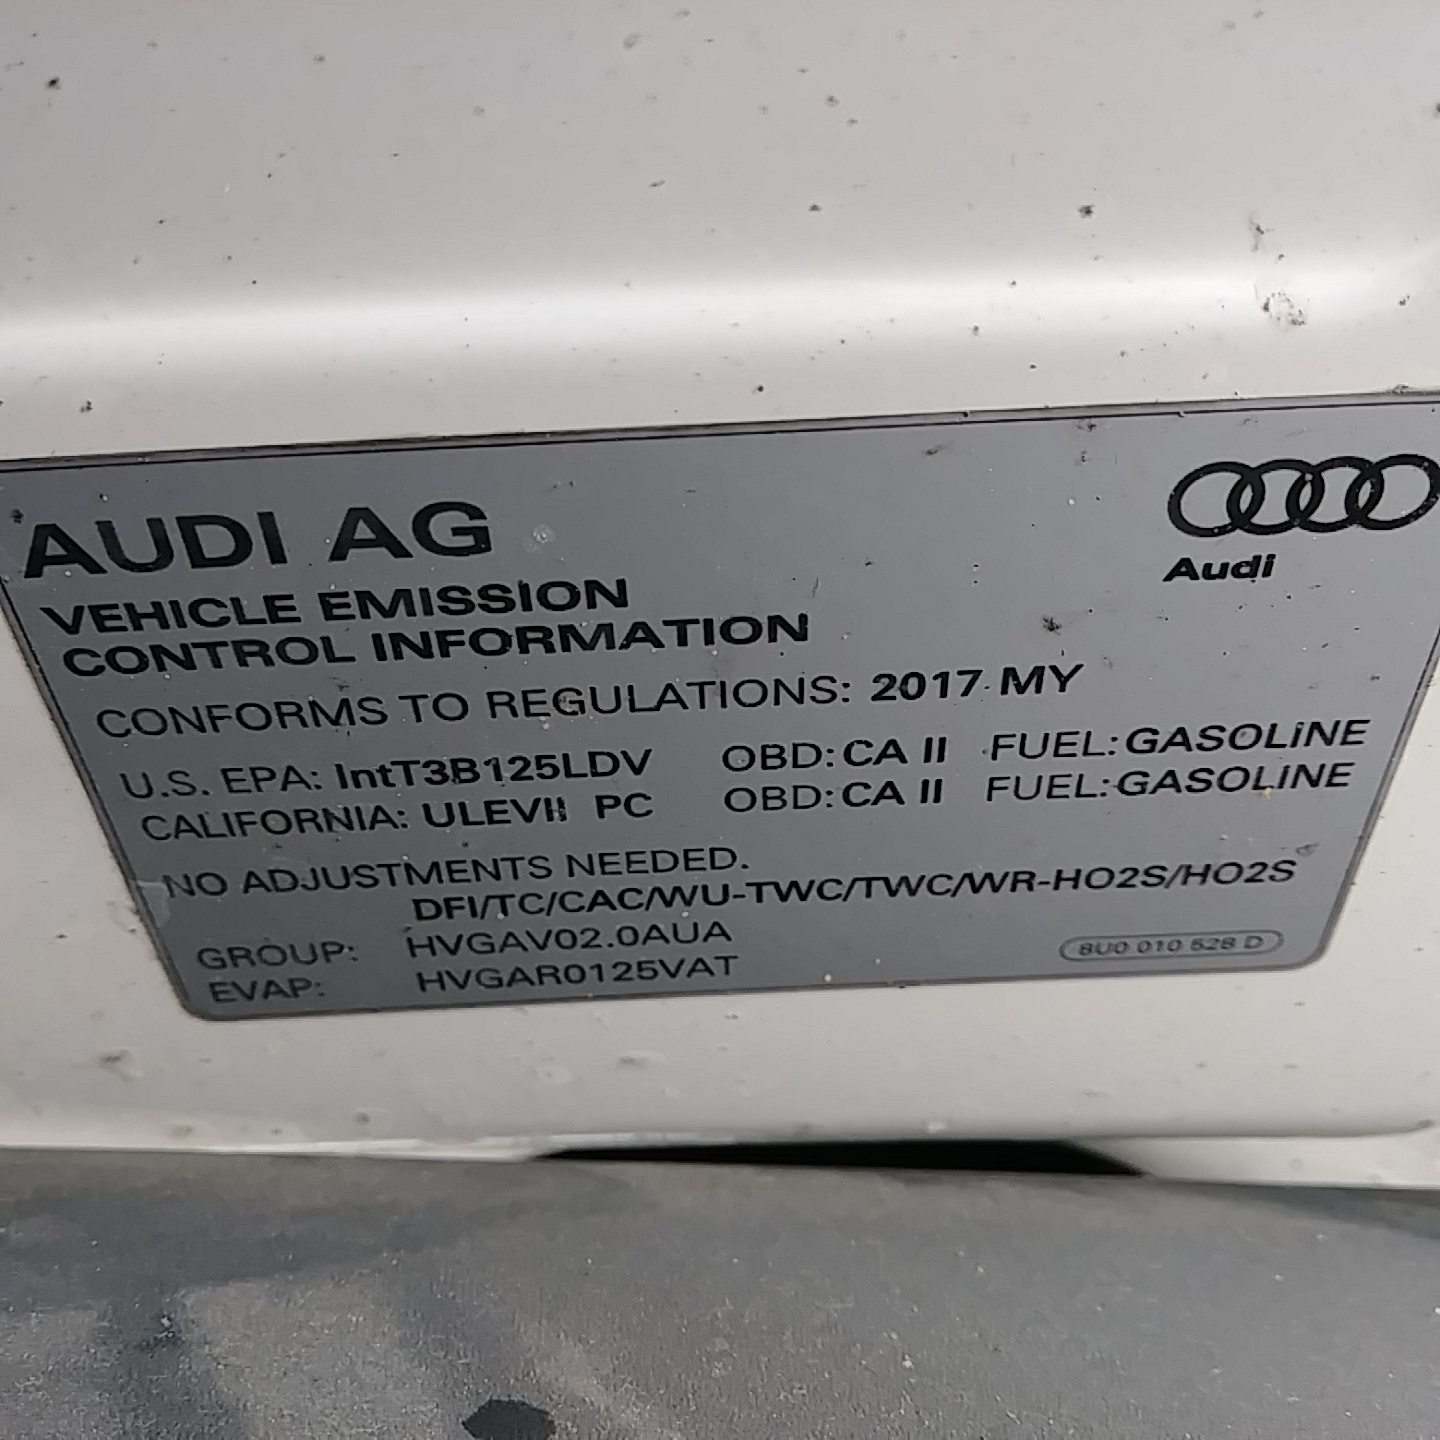 AUDI AG
Audi
VEHICLE EMISSION
CONTROL INFORMATION
CONFORMS TO REGULATIONS: 2017 MY
U.S. EPA: IntT3B125LDV OBD: CA II FUEL: GASOLINE
CALIFORNIA: ULEVII PC OBD: CA II FUEL: GASOLINE
NO ADJUSTMENTS NEEDED.
DFI/TC/CAC/WU-TWC/TWC/WR-HO2S/HO2S
GROUP: HVGAV02.0AUA
EVAP: HVGAR0125VAT
8U0 010 528 D